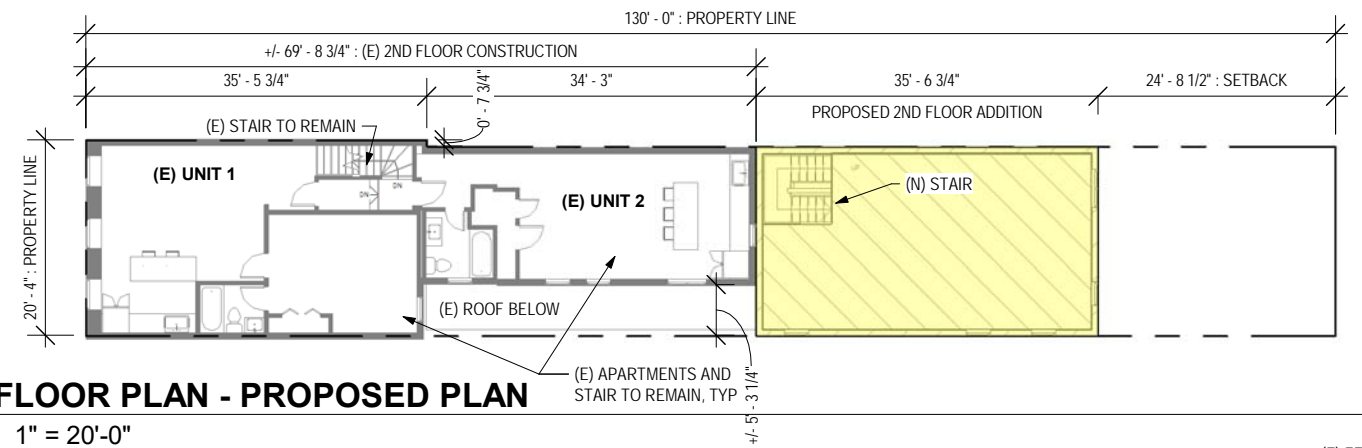 130' - 0" : PROPERTY LINE
+/- 69' - 8 3/4" : (E) 2ND FLOOR CONSTRUCTION
35' - 5 3/4"
34' - 3"
35' - 6 3/4"
24' - 8 1/2" : SETBACK
0' - 7 3/4"
PROPOSED 2ND FLOOR ADDITION
(E) STAIR TO REMAIN
20' - 4" : PROPERTY LINE
(E) UNIT 1
DN
DN
(E) UNIT 2
(N) STAIR
(E) ROOF BELOW
(E) APARTMENTS AND
STAIR TO REMAIN, TYP
+/- 5' - 3 1/4"
FLOOR PLAN - PROPOSED PLAN
1" = 20'-0"